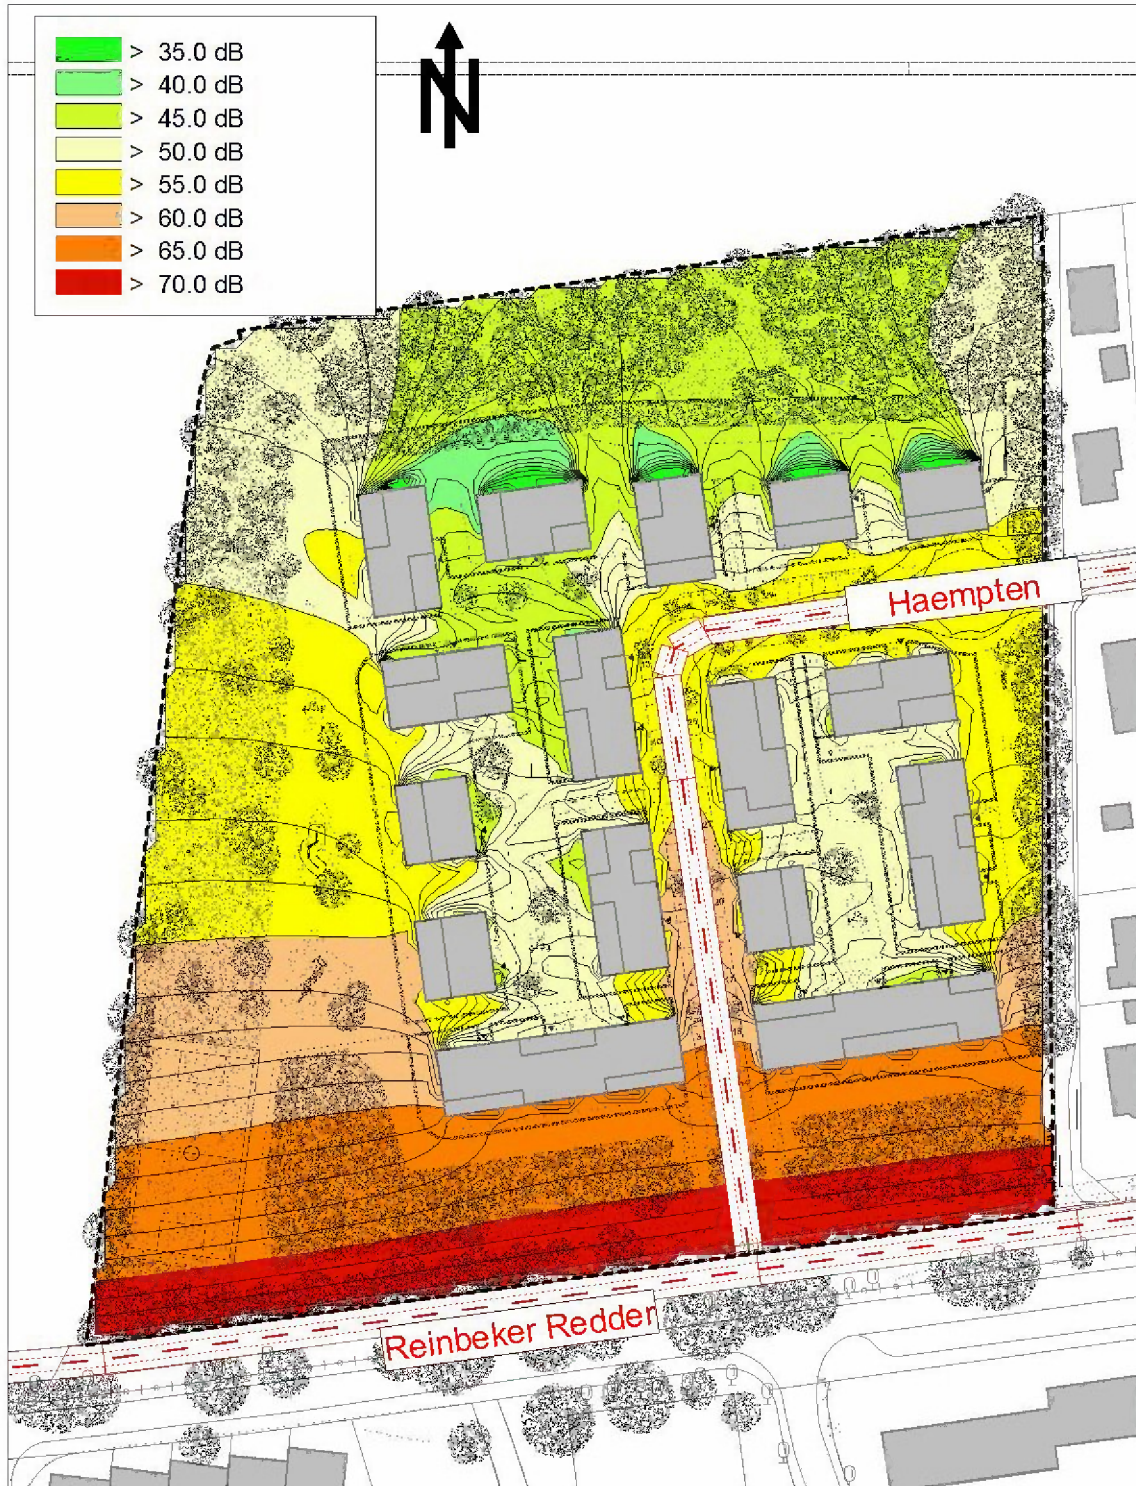 > 35.0 dB
> 40.0 dB
> 45.0 dB
> 50.0 dB
> 55.0 dB
> 60.0 dB
> 65.0 dB
> 70.0 dB
N
Haempten
Reinbeker Redder